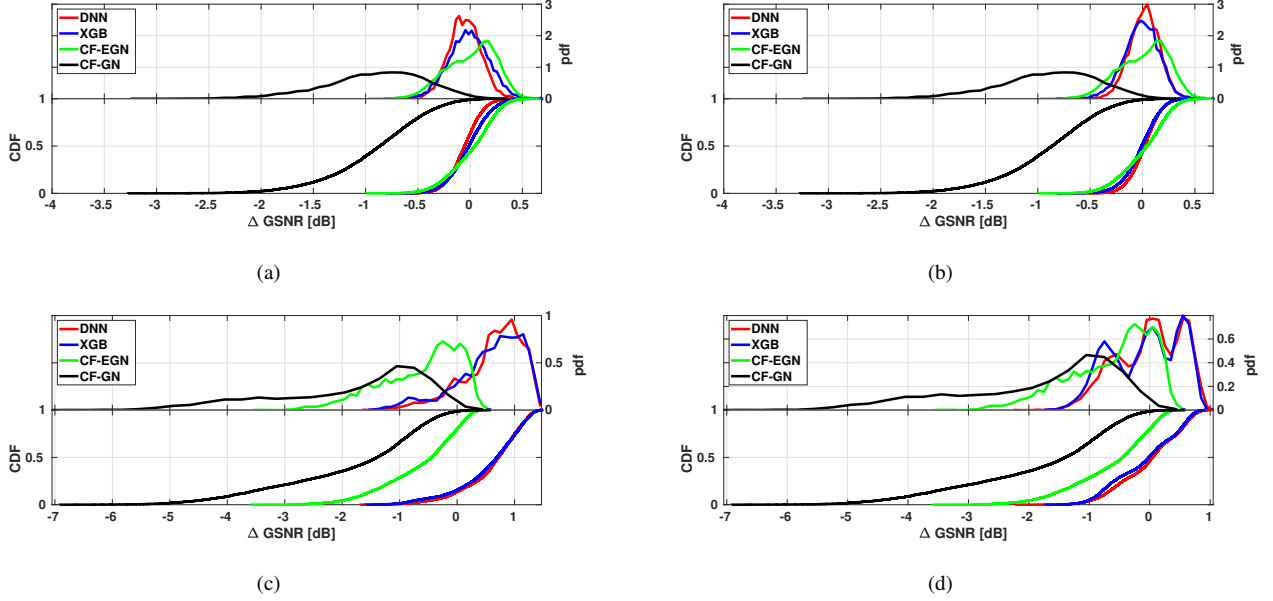 DNN
XGB
CF-EGN
CF-GN
3
2
1
0
pdf
1
0.5
0
CDF
-4 -3.5 -3 -2.5 -2 -1.5 -1 -0.5 0 0.5
Δ GSNR [dB]
(a)
DNN
XGB
CF-EGN
CF-GN
3
2
1
0
pdf
1
0.5
0
CDF
-4 -3.5 -3 -2.5 -2 -1.5 -1 -0.5 0 0.5
Δ GSNR [dB]
(b)
DNN
XGB
CF-EGN
CF-GN
1
0.5
0
pdf
1
0.5
0
CDF
-7 -6 -5 -4 -3 -2 -1 0 1
Δ GSNR [dB]
(c)
DNN
XGB
CF-EGN
CF-GN
0.6
0.4
0.2
0
pdf
1
0.5
0
CDF
-7 -6 -5 -4 -3 -2 -1 0 1
Δ GSNR [dB]
(d)